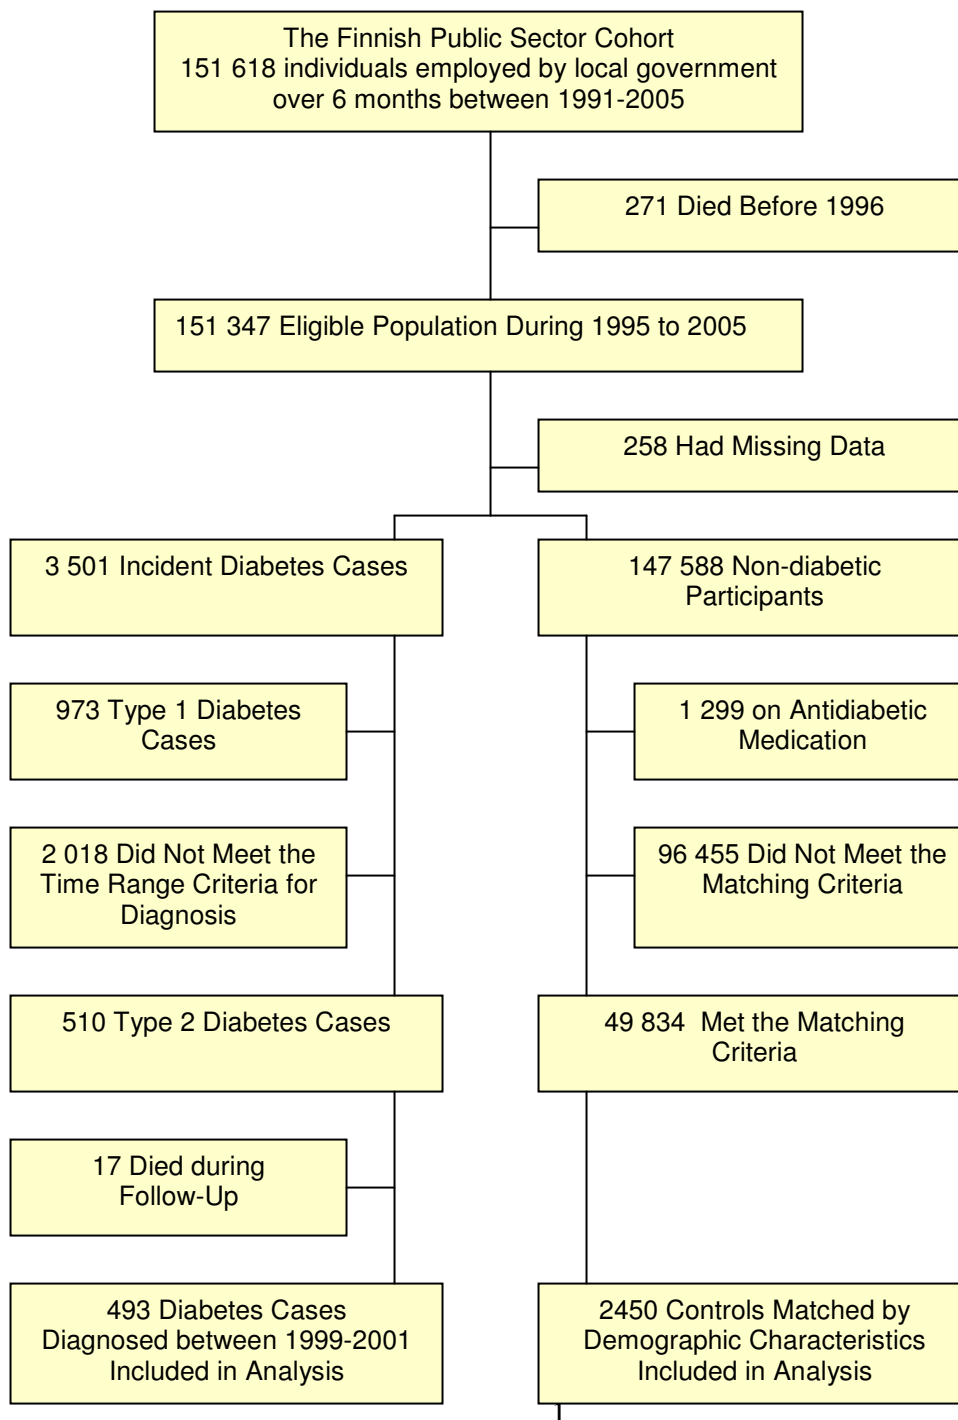 The Finnish Public Sector Cohort
151 618 individuals employed by local government
over 6 months between 1991-2005
271 Died Before 1996
151 347 Eligible Population During 1995 to 2005
258 Had Missing Data
3 501 Incident Diabetes Cases
147 588 Non-diabetic
Participants
973 Type 1 Diabetes
Cases
1 299 on Antidiabetic
Medication
2 018 Did Not Meet the
Time Range Criteria for
Diagnosis
96 455 Did Not Meet the
Matching Criteria
510 Type 2 Diabetes Cases
49 834 Met the Matching
Criteria
17 Died during
Follow-Up
493 Diabetes Cases
Diagnosed between 1999-2001
Included in Analysis
2450 Controls Matched by
Demographic Characteristics
Included in Analysis